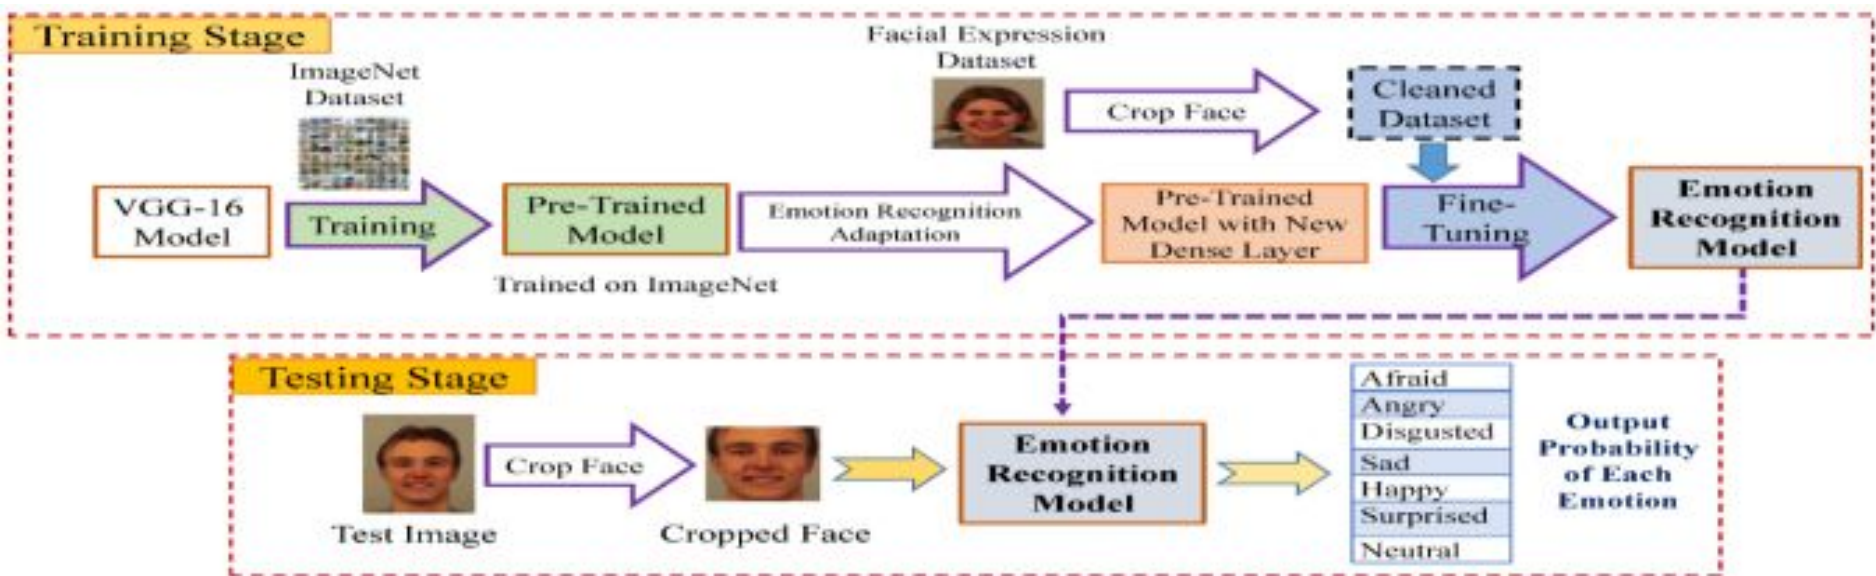 Training Stage
ImageNet
Dataset
Facial Expression
Dataset
Crop Face
Cleaned
Dataset
VGG-16
Model
Training
Pre-Trained
Model
Trained on ImageNet
Emotion Recognition
Adaptation
Pre-Trained
Model with New
Dense Layer
Fine-
Tuning
Emotion
Recognition
Model
Testing Stage
Test Image
Crop Face
Cropped Face
Emotion
Recognition
Model
Afraid
Angry
Disgusted
Sad
Happy
Surprised
Neutral
Output
Probability
of Each
Emotion